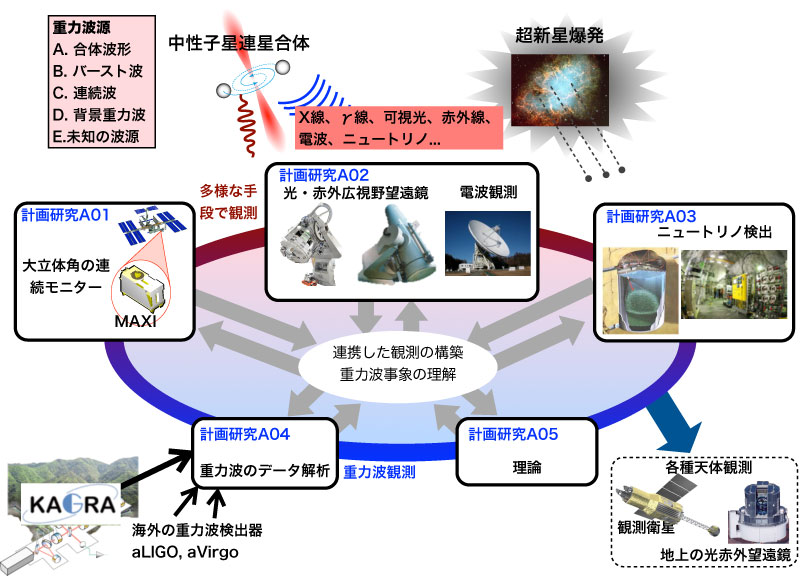 重力波源
A. 合体波形
B. バースト波
C. 連続波
D. 背景重力波
E.未知の波源
中性子星連星合体
超新星爆発
X線、γ線、可視光、赤外線、
電波、ニュートリノ...
多様な手
段で観測
計画研究A02
光・赤外広視野望遠鏡
電波観測
計画研究A01
大立体角の連
続モニター
MAXI
計画研究A03
ニュートリノ検出
連携した観測の構築
重力波事象の理解
計画研究A04
重力波のデータ解析
重力波観測
計画研究A05
理論
KAGRA
海外の重力波検出器
aLIGO, aVirgo
各種天体観測
観測衛星
地上の光赤外望遠鏡